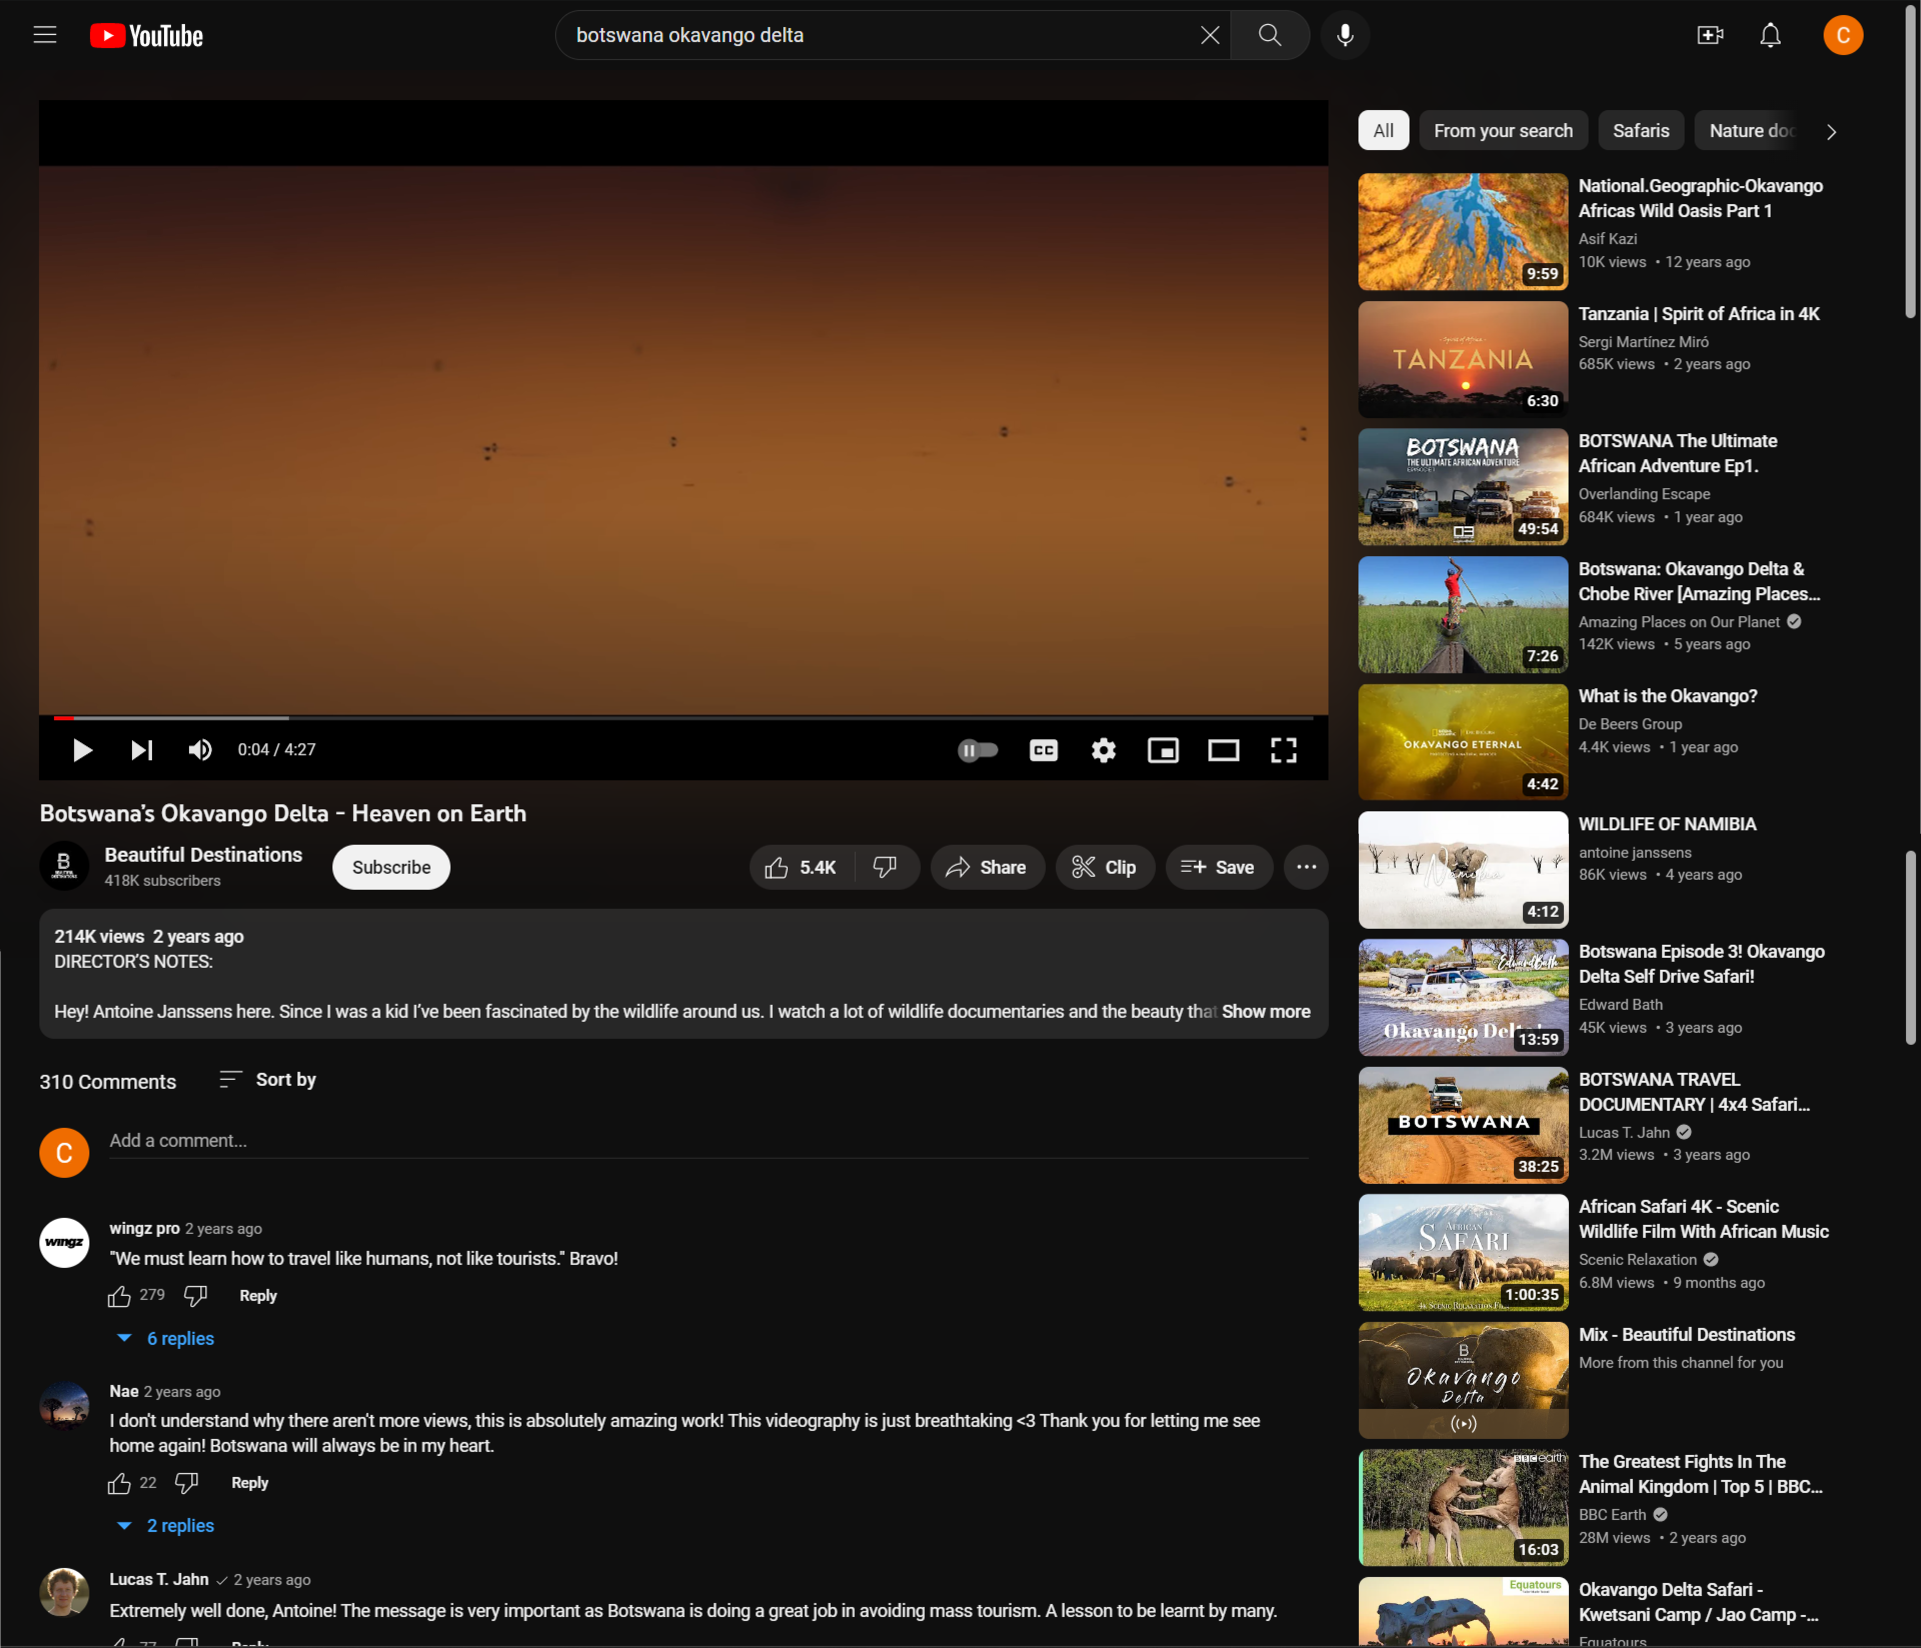 YouTube
botswana okavango delta
C
0:04 / 4:27
CC
Botswana's Okavango Delta - Heaven on Earth
B
Beautiful Destinations
418K subscribers
Subscribe
5.4K
Share
Clip
Save
214K views 2 years ago
DIRECTOR'S NOTES:
Hey! Antoine Janssens here. Since I was a kid I've been fascinated by the wildlife around us. I watch a lot of wildlife documentaries and the beauty that Show more
310 Comments
Sort by
C
Add a comment...
wingz
wingz pro 2 years ago
"We must learn how to travel like humans, not like tourists." Bravo!
279
Reply
6 replies
Nae 2 years ago
I don't understand why there aren't more views, this is absolutely amazing work! This videography is just breathtaking <3 Thank you for letting me see
home again! Botswana will always be in my heart.
22
Reply
2 replies
Lucas T. Jahn 2 years ago
Extremely well done, Antoine! The message is very important as Botswana is doing a great job in avoiding mass tourism. A lesson to be learnt by many.
77
Reply
All
From your search
Safaris
Nature doc
9:59
National.Geographic-Okavango
Africas Wild Oasis Part 1
Asif Kazi
10K views • 12 years ago
TANZANIA
6:30
Tanzania | Spirit of Africa in 4K
Sergi Martínez Miró
685K views • 2 years ago
BOTSWANA
THE ULTIMATE AFRICAN ADVENTURE
49:54
BOTSWANA The Ultimate
African Adventure Ep1.
Overlanding Escape
684K views • 1 year ago
7:26
Botswana: Okavango Delta &
Chobe River [Amazing Places...
Amazing Places on Our Planet
142K views • 5 years ago
OKAVANGO ETERNAL
4:42
What is the Okavango?
De Beers Group
4.4K views • 1 year ago
Namibia
4:12
WILDLIFE OF NAMIBIA
antoine janssens
86K views • 4 years ago
EdwardBath
Okavango Delta!
13:59
Botswana Episode 3! Okavango
Delta Self Drive Safari!
Edward Bath
45K views • 3 years ago
BOTSWANA
38:25
BOTSWANA TRAVEL
DOCUMENTARY | 4x4 Safari...
Lucas T. Jahn
3.2M views • 3 years ago
AFRICAN
SAFARI
1:00:35
African Safari 4K - Scenic
Wildlife Film With African Music
Scenic Relaxation
6.8M views • 9 months ago
B
Okavango
Delta
Mix - Beautiful Destinations
More from this channel for you
BBC earth
16:03
The Greatest Fights In The
Animal Kingdom | Top 5 | BBC...
BBC Earth
28M views • 2 years ago
Equatours
Okavango Delta Safari -
Kwetsani Camp / Jao Camp -...
Equatours